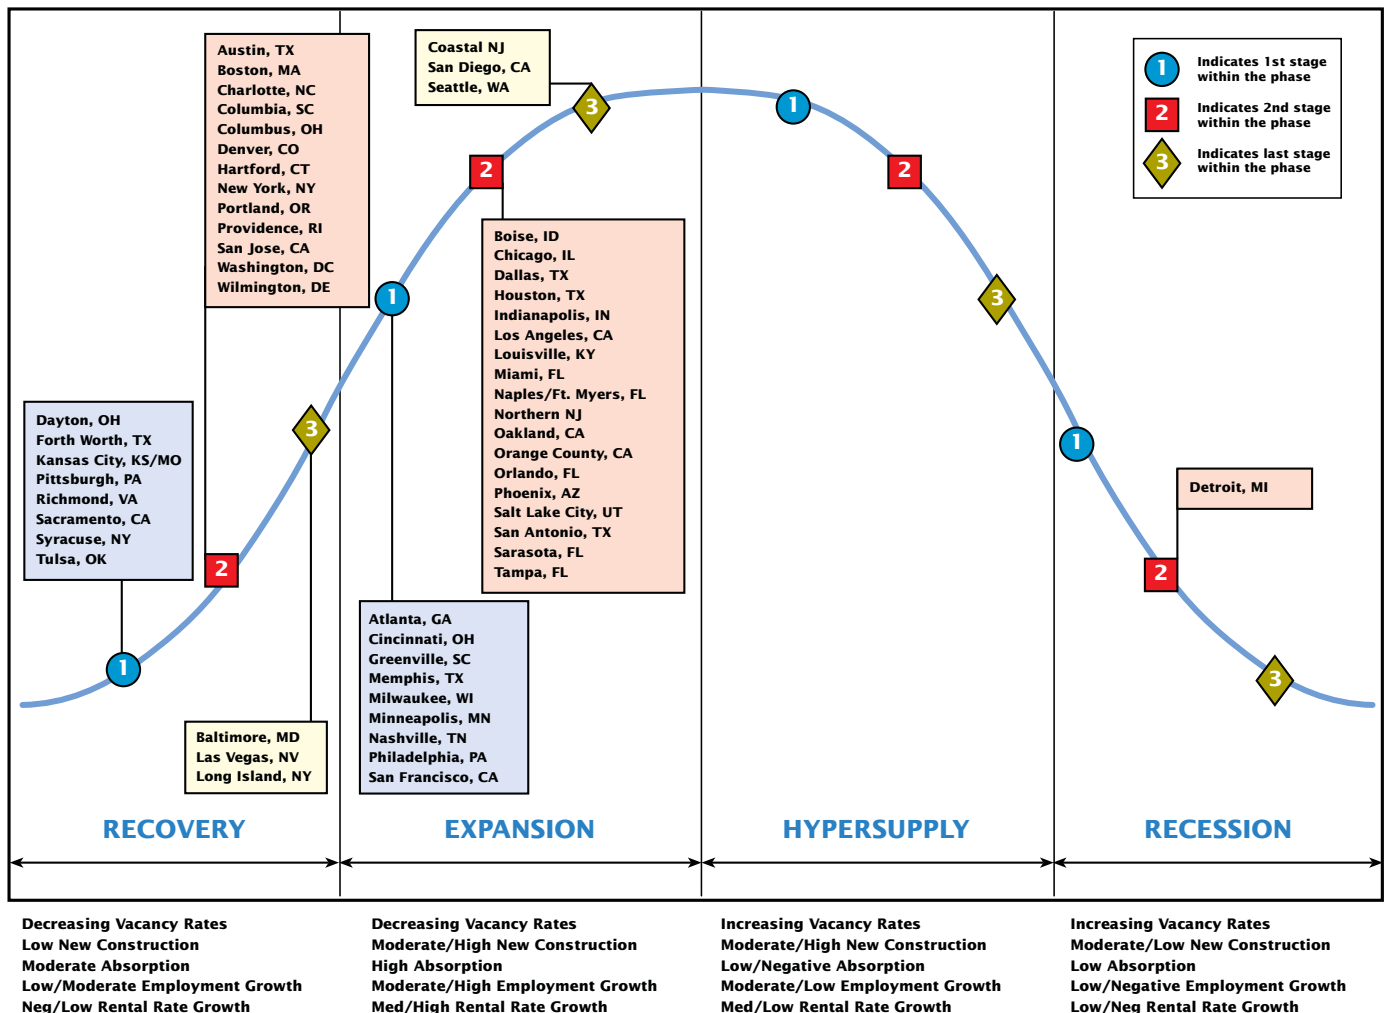 Austin, TX
Boston, MA
Charlotte, NC
Columbia, SC
Columbus, OH
Denver, CO
Hartford, CT
New York, NY
Portland, OR
Providence, RI
San Jose, CA
Washington, DC
Wilmington, DE
Coastal NJ
San Diego, CA
Seattle, WA
1
Indicates 1st stage
within the phase
2
Indicates 2nd stage
within the phase
3
Indicates last stage
within the phase
3
1
2
2
Boise, ID
Chicago, IL
Dallas, TX
Houston, TX
Indianapolis, IN
Los Angeles, CA
Louisville, KY
Miami, FL
Naples/Ft. Myers, FL
Northern NJ
Oakland, CA
Orange County, CA
Orlando, FL
Phoenix, AZ
Salt Lake City, UT
San Antonio, TX
Sarasota, FL
Tampa, FL
1
3
Dayton, OH
Forth Worth, TX
Kansas City, KS/MO
Pittsburgh, PA
Richmond, VA
Sacramento, CA
Syracuse, NY
Tulsa, OK
3
1
Detroit, MI
2
2
1
3
Atlanta, GA
Cincinnati, OH
Greenville, SC
Memphis, TX
Milwaukee, WI
Minneapolis, MN
Nashville, TN
Philadelphia, PA
San Francisco, CA
Baltimore, MD
Las Vegas, NV
Long Island, NY
RECOVERY
EXPANSION
HYPERSUPPLY
RECESSION
Decreasing Vacancy Rates
Low New Construction
Moderate Absorption
Low/Moderate Employment Growth
Neg/Low Rental Rate Growth
Decreasing Vacancy Rates
Moderate/High New Construction
High Absorption
Moderate/High Employment Growth
Med/High Rental Rate Growth
Increasing Vacancy Rates
Moderate/High New Construction
Low/Negative Absorption
Moderate/Low Employment Growth
Med/Low Rental Rate Growth
Increasing Vacancy Rates
Moderate/Low New Construction
Low Absorption
Low/Negative Employment Growth
Low/Neg Rental Rate Growth